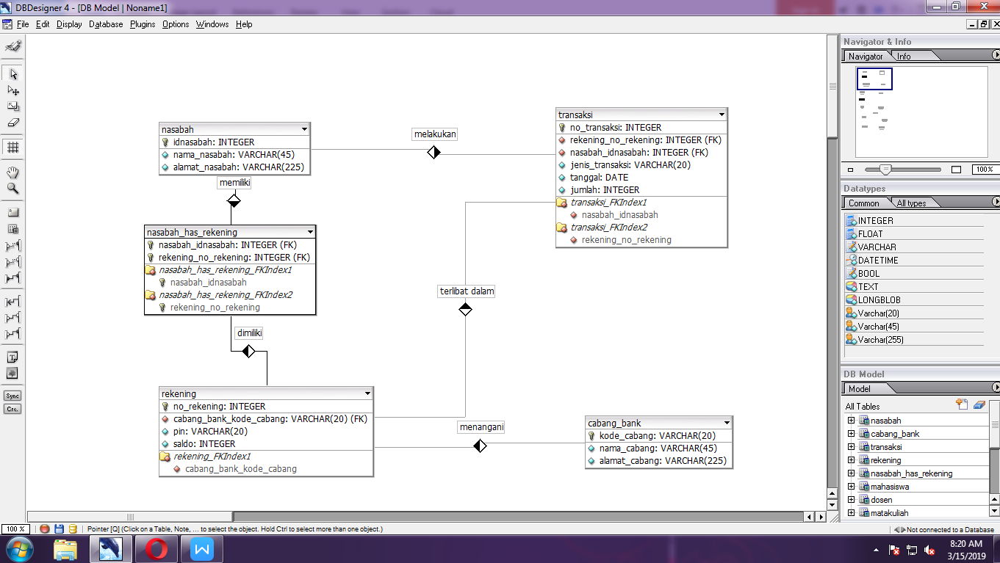 DBDesigner 4 - [DB Model | Noname1]
File Edit Display Database Plugins Options Windows Help
nasabah
idnasabah: INTEGER
nama_nasabah: VARCHAR(45)
alamat_nasabah: VARCHAR(225)
memiliki
melakukan
transaksi
no_transaksi: INTEGER
rekening_no_rekening: INTEGER (FK)
nasabah_idnasabah: INTEGER (FK)
jenis_transaksi: VARCHAR(20)
tanggal: DATE
jumlah: INTEGER
transaksi_FKIndex1
nasabah_idnasabah
transaksi_FKIndex2
rekening_no_rekening
nasabah_has_rekening
nasabah_idnasabah: INTEGER (FK)
rekening_no_rekening: INTEGER (FK)
nasabah_has_rekening_FKIndex1
nasabah_idnasabah
nasabah_has_rekening_FKIndex2
rekening_no_rekening
terlibat dalam
dimiliki
rekening
no_rekening: INTEGER
cabang_bank_kode_cabang: VARCHAR(20) (FK)
pin: VARCHAR(20)
saldo: INTEGER
rekening_FKIndex1
cabang_bank_kode_cabang
menangani
cabang_bank
kode_cabang: VARCHAR(20)
nama_cabang: VARCHAR(45)
alamat_cabang: VARCHAR(225)
Sync
Crc.
Navigator & Info
Navigator Info
100%
Datatypes
Common All types
INTEGER
FLOAT
VARCHAR
DATETIME
BOOL
TEXT
LONGBLOB
Varchar(20)
Varchar(45)
Varchar(255)
DB Model
Model
All Tables
nasabah
cabang_bank
transaksi
rekening
nasabah_has_rekening
mahasiswa
dosen
matakuliah
100 %
Pointer [Q] (Click on a Table, Note, ... to select the object. Hold Ctrl to select more than one object.)
Not connected to a Database
8:20 AM
3/15/2019